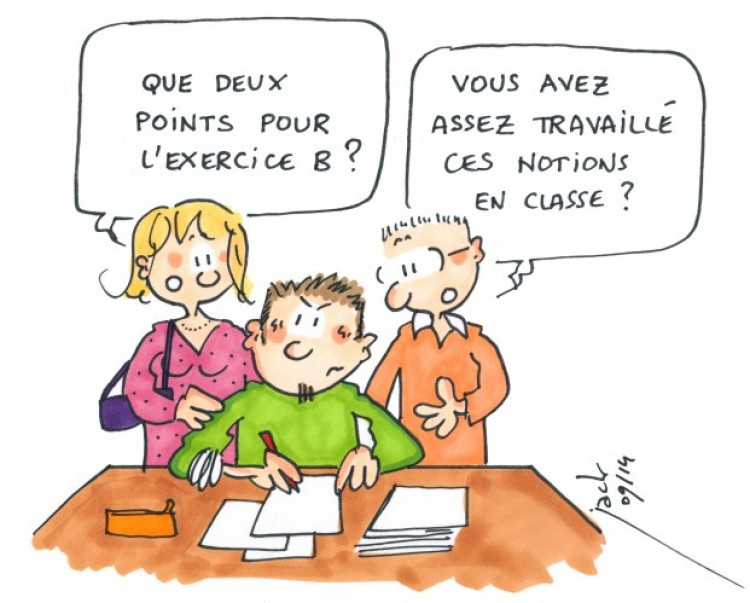 QUE DEUX
POINTS POUR
L'EXERCICE B ?
VOUS AVEZ
ASSEZ TRAVAILLÉ
CES NOTIONS
EN CLASSE ?
jack
09/14